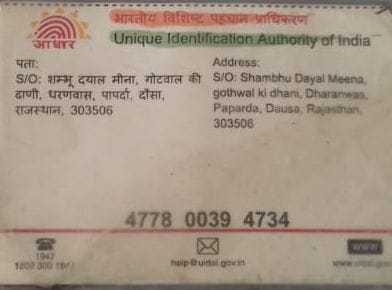 भारतीय विशिष्ट पहचान प्राधिकरण
Unique Identification Authority of India
आधार
पता:
S/O: शम्भू दयाल मीना, गोटवाल की
ढाणी, धरणवास, पापर्दा, दौसा,
राजस्थान, 303506
Address:
S/O: Shambhu Dayal Meena,
gothwal ki dhani, Dharanwas,
Paparda, Dausa, Rajasthan,
303506
4778 0039 4734
1947
1800 300 1947
help@uidai.gov.in
www
www.uidai.gov.in